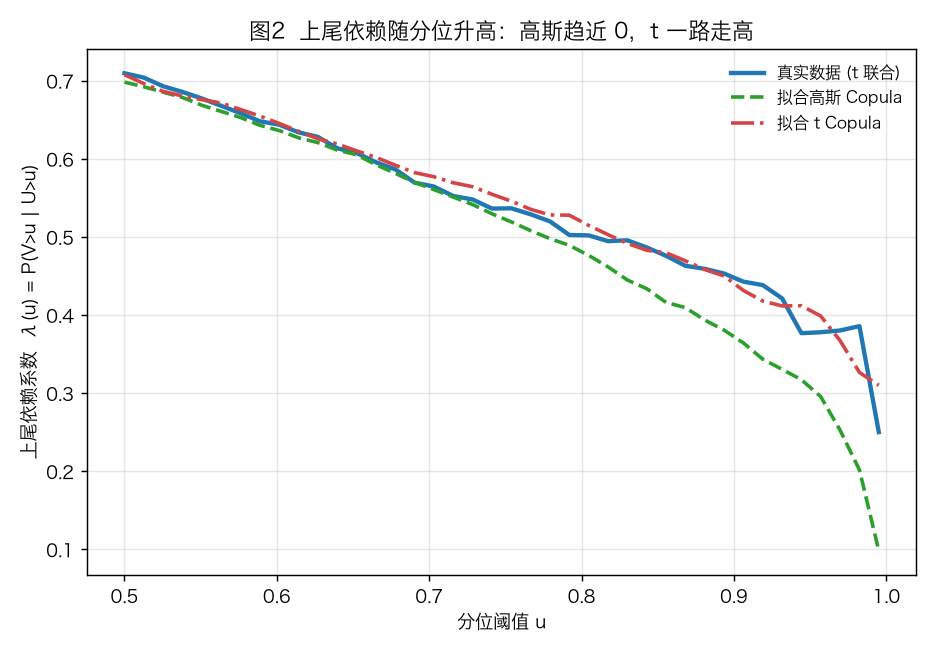 图2 上尾依赖随分位升高：高斯趋近 0，t 一路走高
真实数据 (t 联合)
拟合高斯 Copula
拟合 t Copula
上尾依赖系数 λ (u) = P(V>u | U>u)
0.7
0.6
0.5
0.4
0.3
0.2
0.1
0.5
0.6
0.7
0.8
0.9
1.0
分位阈值 u